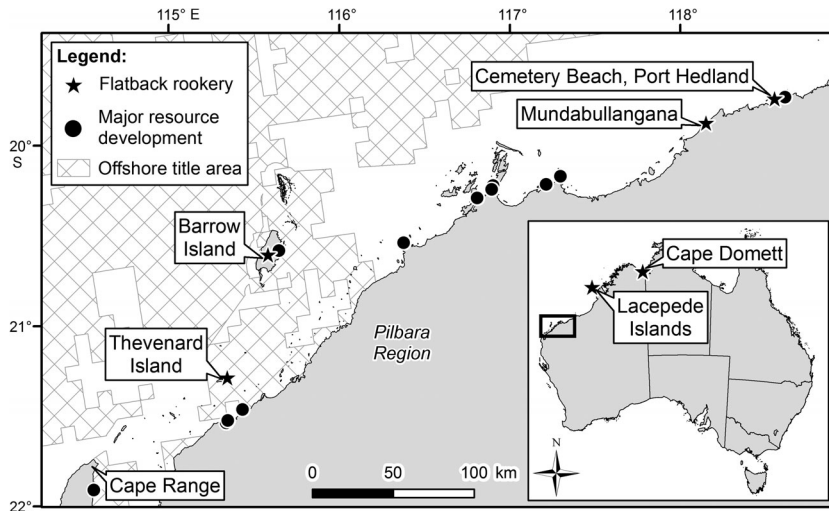 115° E
116°
117°
118°
Legend:
Flatback rookery
Major resource
development
Offshore title area
Cemetery Beach, Port Hedland
Mundabullangana
20°
S
Barrow
Island
Cape Domett
Lacepede
Islands
21°
Pilbara
Region
Thevenard
Island
N
0
50
100 km
Cape Range
22°